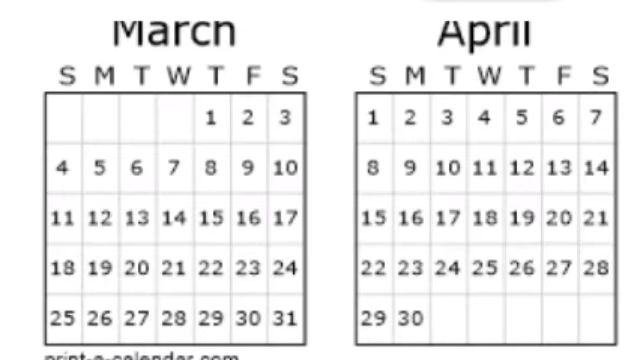 March
S M T W T F S
1 2 3
4 5 6 7 8 9 10
11 12 13 14 15 16 17
18 19 20 21 22 23 24
25 26 27 28 29 30 31
print-a-calendar.com
April
S M T W T F S
1 2 3 4 5 6 7
8 9 10 11 12 13 14
15 16 17 18 19 20 21
22 23 24 25 26 27 28
29 30